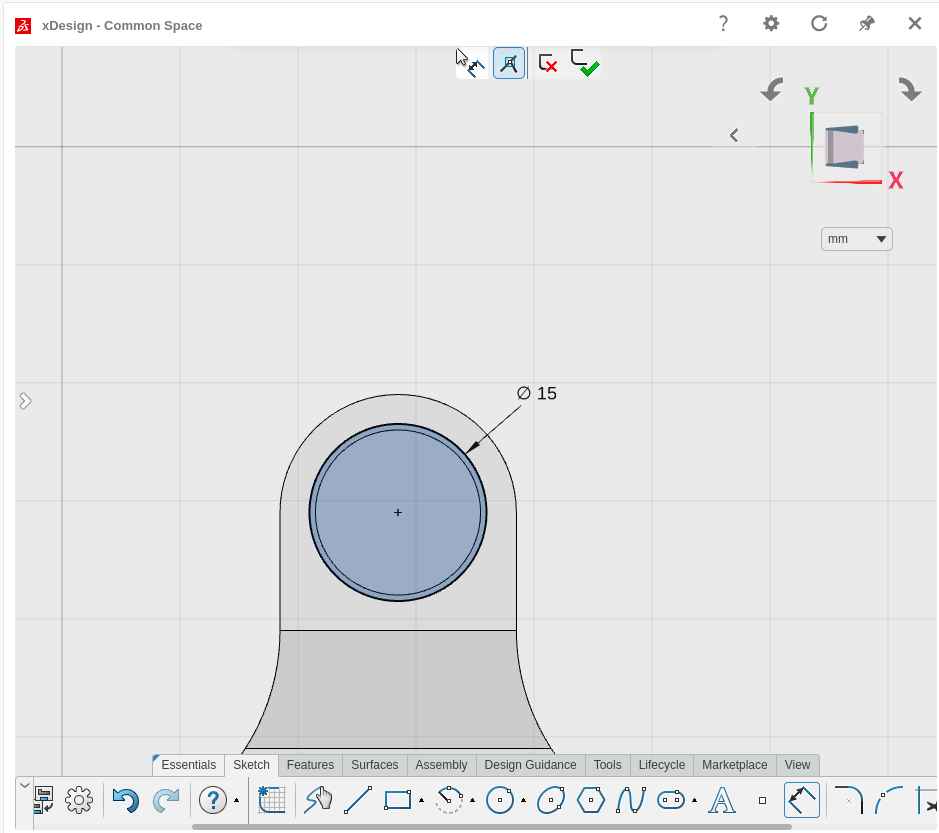 xDesign - Common Space
?
Y
X
mm
∅ 15
Essentials Sketch Features Surfaces Assembly Design Guidance Tools Lifecycle Marketplace View
? A